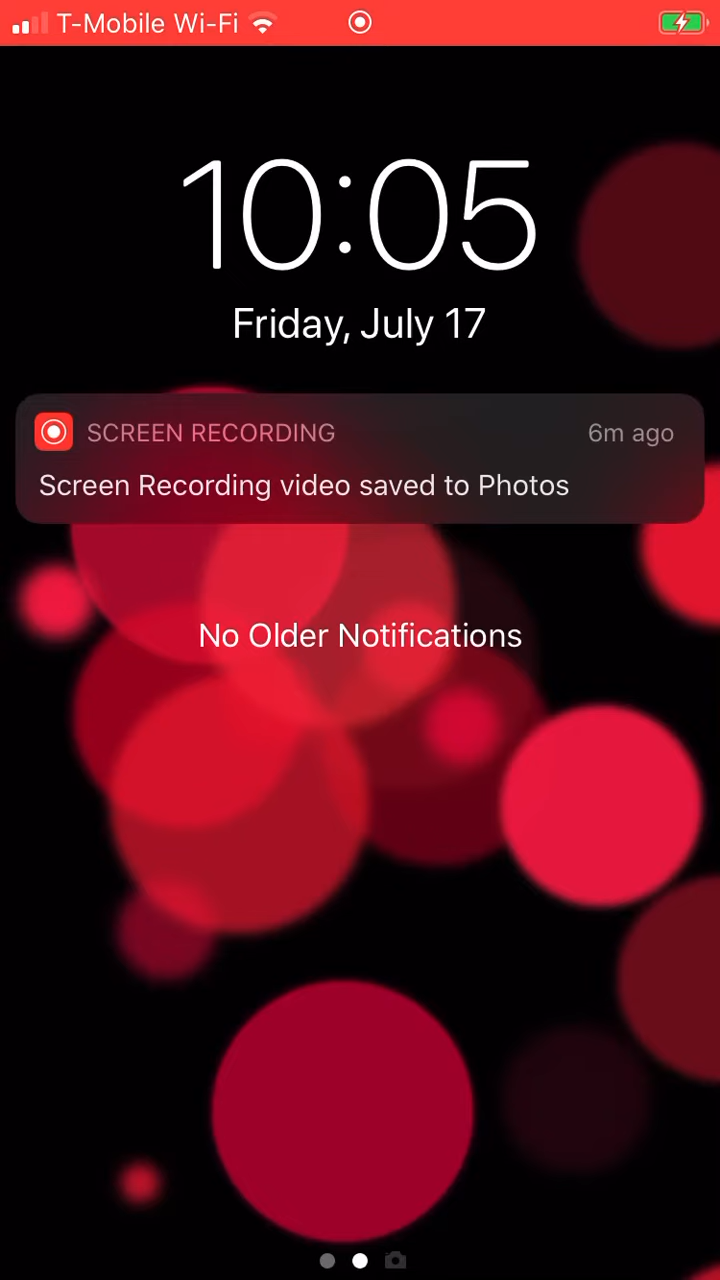 T-Mobile Wi-Fi
10:05
Friday, July 17
SCREEN RECORDING 6m ago
Screen Recording video saved to Photos
No Older Notifications